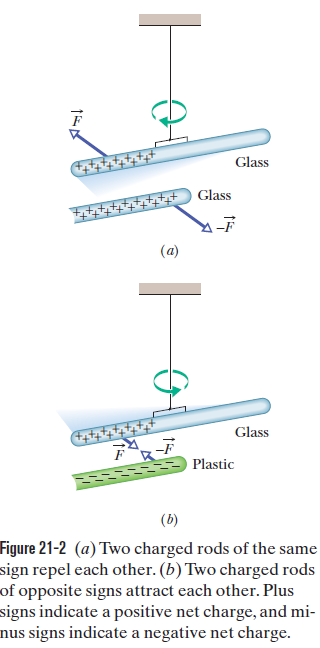 F
Glass
Glass
–F
(a)
Glass
F
–F
Plastic
(b)
Figure 21-2 (a) Two charged rods of the same
sign repel each other. (b) Two charged rods
of opposite signs attract each other. Plus
signs indicate a positive net charge, and mi-
nus signs indicate a negative net charge.